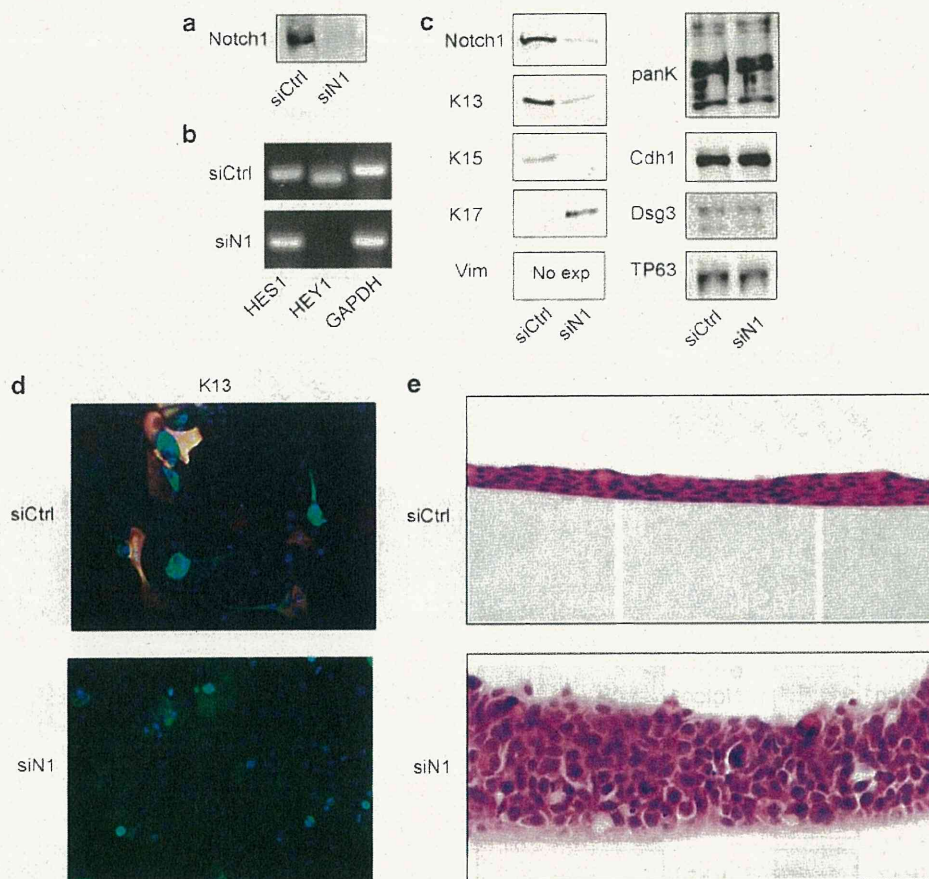 a
Notch1
siCtrl
siN1
b
siCtrl
siN1
HES1
HEY1
GAPDH
c
Notch1
K13
K15
K17
Vim
No exp
siCtrl
siN1
panK
Cdh1
Dsg3
TP63
siCtrl
siN1
d
K13
siCtrl
siN1
e
siCtrl
siN1